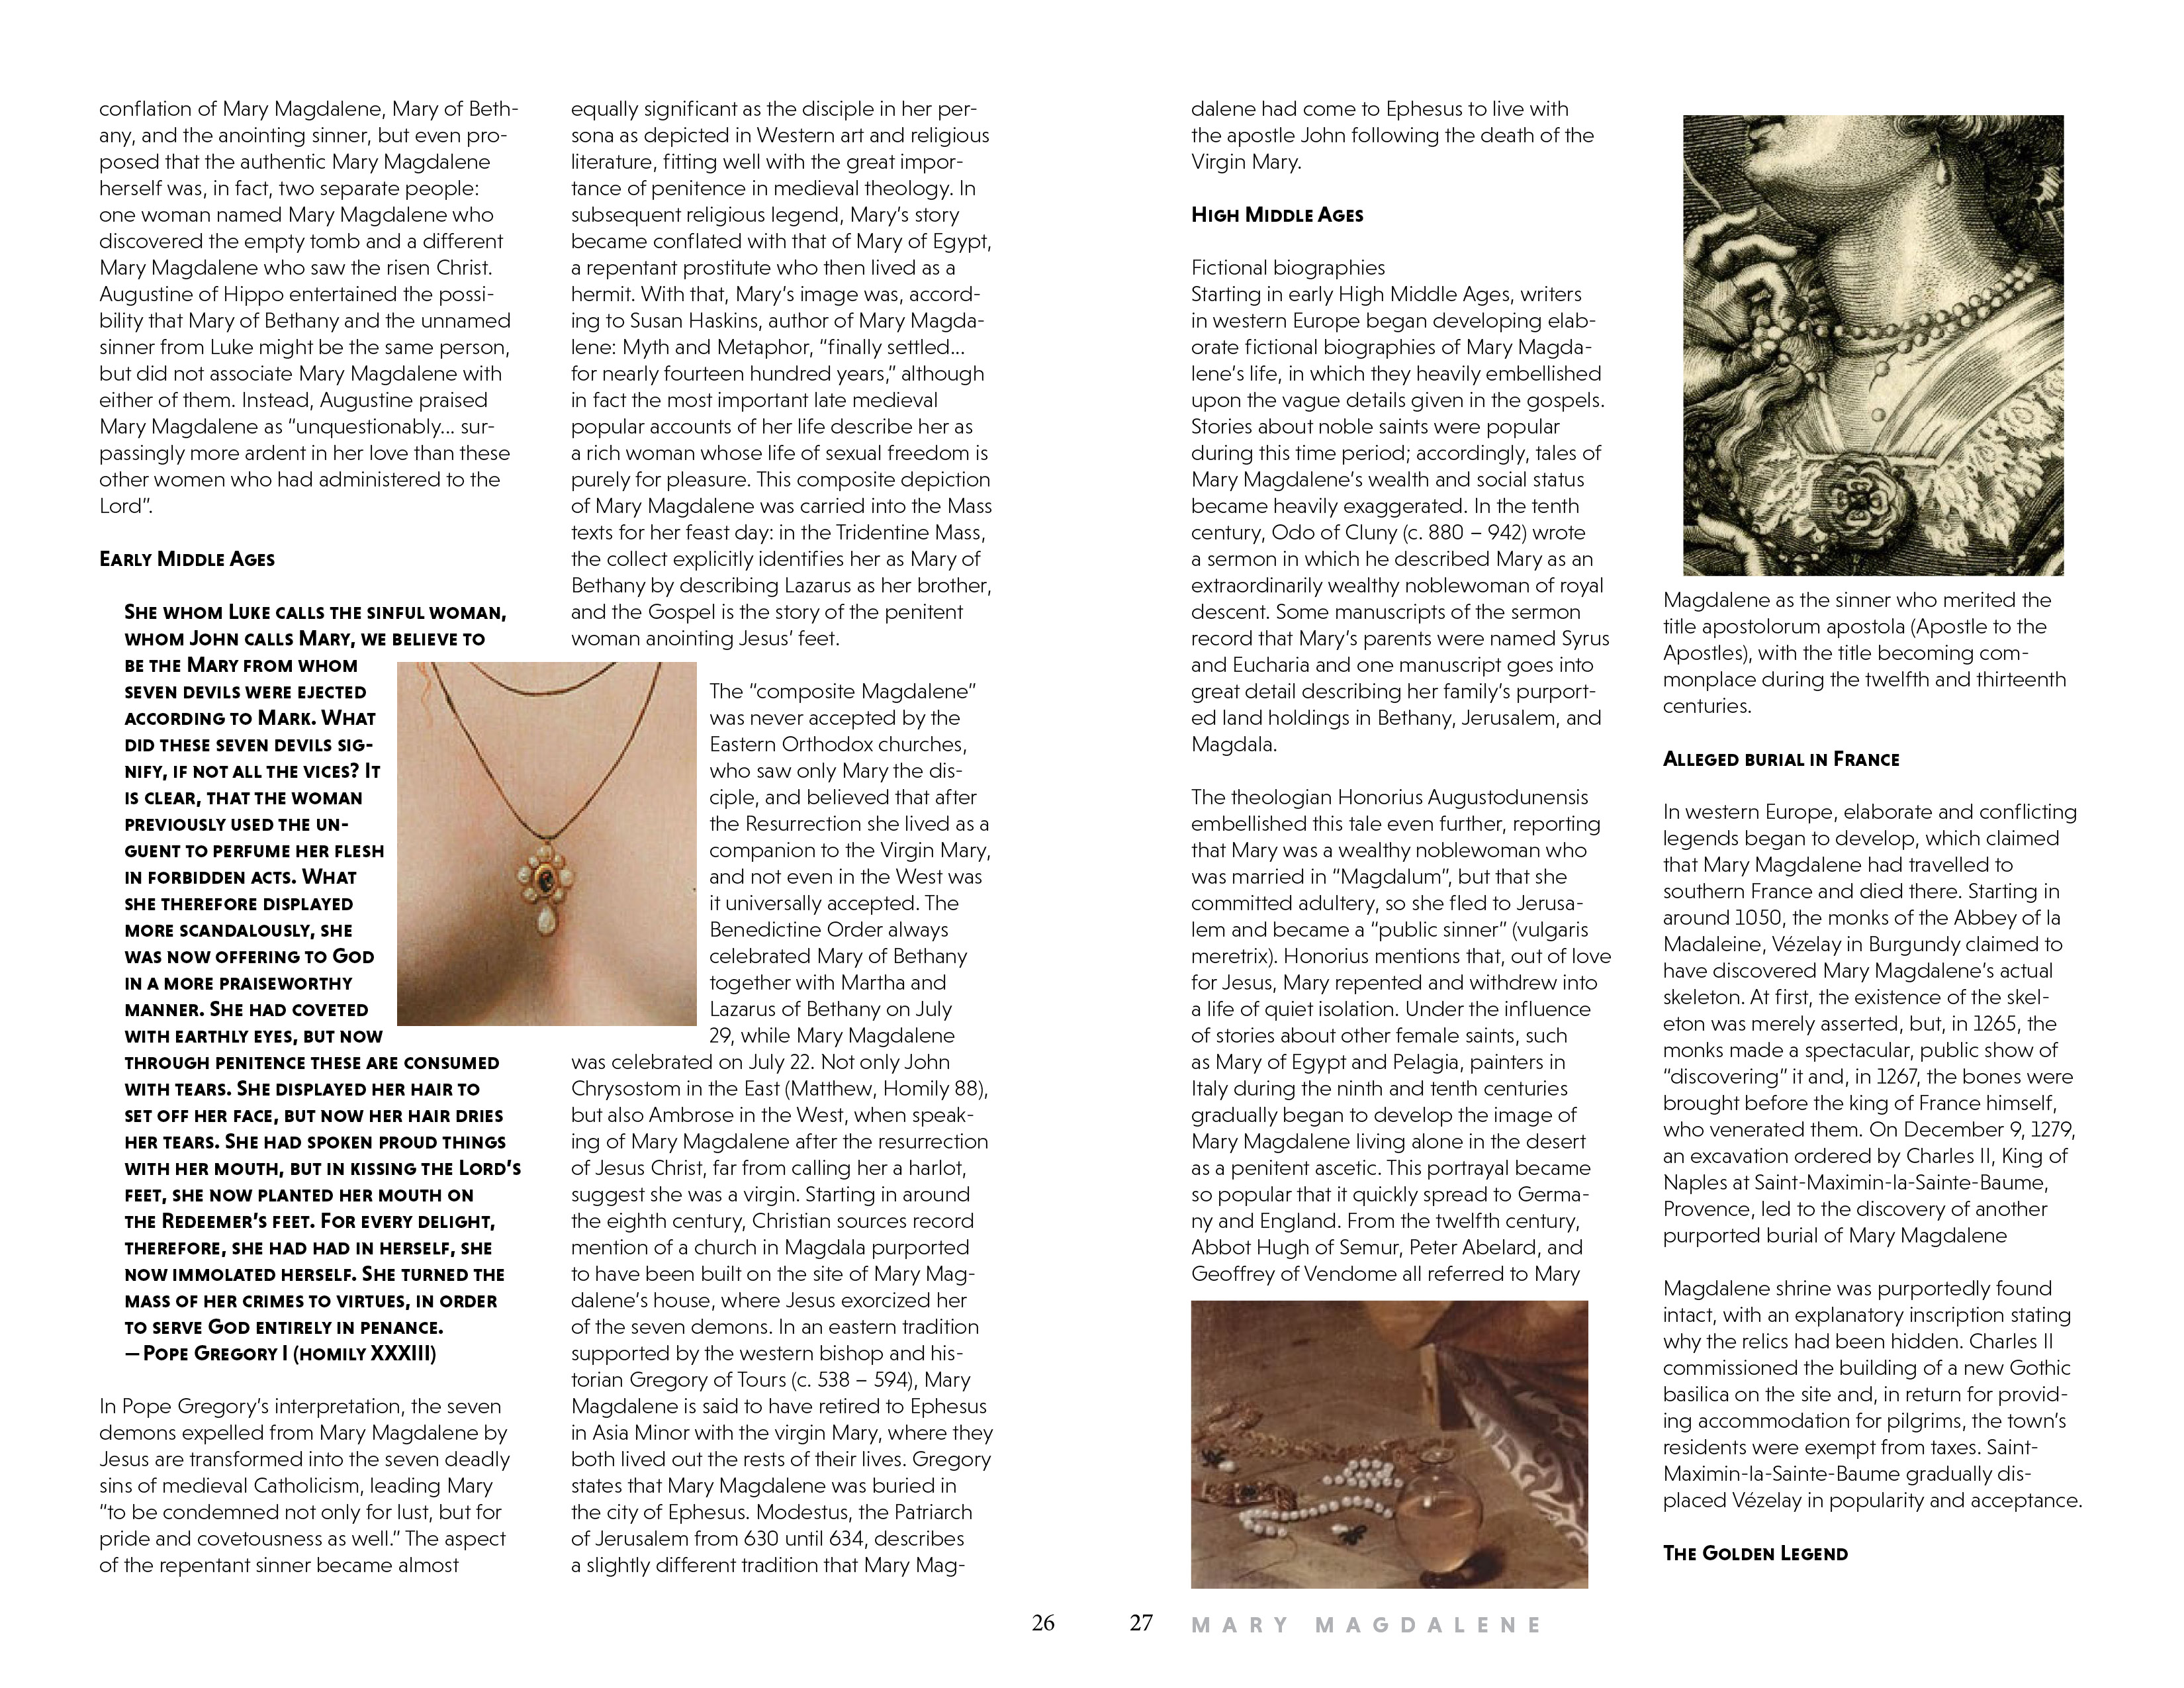 conflation of Mary Magdalene, Mary of Beth-
any, and the anointing sinner, but even pro-
posed that the authentic Mary Magdalene
herself was, in fact, two separate people:
one woman named Mary Magdalene who
discovered the empty tomb and a different
Mary Magdalene who saw the risen Christ.
Augustine of Hippo entertained the possi-
bility that Mary of Bethany and the unnamed
sinner from Luke might be the same person,
but did not associate Mary Magdalene with
either of them. Instead, Augustine praised
Mary Magdalene as “unquestionably... sur-
passingly more ardent in her love than these
other women who had administered to the
Lord”.
Early Middle Ages
She whom Luke calls the sinful woman,
whom John calls Mary, we believe to
be the Mary from whom
seven devils were ejected
according to Mark. What
did these seven devils sig-
nify, if not all the vices? It
is clear, that the woman
previously used the un-
guent to perfume her flesh
in forbidden acts. What
she therefore displayed
more scandalously, she
was now offering to God
in a more praiseworthy
manner. She had coveted
with earthly eyes, but now
through penitence these are consumed
with tears. She displayed her hair to
set off her face, but now her hair dries
her tears. She had spoken proud things
with her mouth, but in kissing the Lord’s
feet, she now planted her mouth on
the Redeemer’s feet. For every delight,
therefore, she had had in herself, she
now immolated herself. She turned the
mass of her crimes to virtues, in order
to serve God entirely in penance.
— Pope Gregory I (homily XXXIII)
In Pope Gregory’s interpretation, the seven
demons expelled from Mary Magdalene by
Jesus are transformed into the seven deadly
sins of medieval Catholicism, leading Mary
“to be condemned not only for lust, but for
pride and covetousness as well.” The aspect
of the repentant sinner became almost
equally significant as the disciple in her per-
sona as depicted in Western art and religious
literature, fitting well with the great impor-
tance of penitence in medieval theology. In
subsequent religious legend, Mary’s story
became conflated with that of Mary of Egypt,
a repentant prostitute who then lived as a
hermit. With that, Mary’s image was, accord-
ing to Susan Haskins, author of Mary Magda-
lene: Myth and Metaphor, “finally settled...
for nearly fourteen hundred years,” although
in fact the most important late medieval
popular accounts of her life describe her as
a rich woman whose life of sexual freedom is
purely for pleasure. This composite depiction
of Mary Magdalene was carried into the Mass
texts for her feast day: in the Tridentine Mass,
the collect explicitly identifies her as Mary of
Bethany by describing Lazarus as her brother,
and the Gospel is the story of the penitent
woman anointing Jesus’ feet.
The “composite Magdalene”
was never accepted by the
Eastern Orthodox churches,
who saw only Mary the dis-
ciple, and believed that after
the Resurrection she lived as a
companion to the Virgin Mary,
and not even in the West was
it universally accepted. The
Benedictine Order always
celebrated Mary of Bethany
together with Martha and
Lazarus of Bethany on July
29, while Mary Magdalene
was celebrated on July 22. Not only John
Chrysostom in the East (Matthew, Homily 88),
but also Ambrose in the West, when speak-
ing of Mary Magdalene after the resurrection
of Jesus Christ, far from calling her a harlot,
suggest she was a virgin. Starting in around
the eighth century, Christian sources record
mention of a church in Magdala purported
to have been built on the site of Mary Mag-
dalene’s house, where Jesus exorcized her
of the seven demons. In an eastern tradition
supported by the western bishop and his-
torian Gregory of Tours (c. 538 – 594), Mary
Magdalene is said to have retired to Ephesus
in Asia Minor with the virgin Mary, where they
both lived out the rests of their lives. Gregory
states that Mary Magdalene was buried in
the city of Ephesus. Modestus, the Patriarch
of Jerusalem from 630 until 634, describes
a slightly different tradition that Mary Mag-
26
dalene had come to Ephesus to live with
the apostle John following the death of the
Virgin Mary.
High Middle Ages
Fictional biographies
Starting in early High Middle Ages, writers
in western Europe began developing elab-
orate fictional biographies of Mary Magda-
lene’s life, in which they heavily embellished
upon the vague details given in the gospels.
Stories about noble saints were popular
during this time period; accordingly, tales of
Mary Magdalene’s wealth and social status
became heavily exaggerated. In the tenth
century, Odo of Cluny (c. 880 – 942) wrote
a sermon in which he described Mary as an
extraordinarily wealthy noblewoman of royal
descent. Some manuscripts of the sermon
record that Mary’s parents were named Syrus
and Eucharia and one manuscript goes into
great detail describing her family’s purport-
ed land holdings in Bethany, Jerusalem, and
Magdala.
The theologian Honorius Augustodunensis
embellished this tale even further, reporting
that Mary was a wealthy noblewoman who
was married in “Magdalum”, but that she
committed adultery, so she fled to Jerusa-
lem and became a “public sinner” (vulgaris
meretrix). Honorius mentions that, out of love
for Jesus, Mary repented and withdrew into
a life of quiet isolation. Under the influence
of stories about other female saints, such
as Mary of Egypt and Pelagia, painters in
Italy during the ninth and tenth centuries
gradually began to develop the image of
Mary Magdalene living alone in the desert
as a penitent ascetic. This portrayal became
so popular that it quickly spread to Germa-
ny and England. From the twelfth century,
Abbot Hugh of Semur, Peter Abelard, and
Geoffrey of Vendome all referred to Mary
Magdalene as the sinner who merited the
title apostolorum apostola (Apostle to the
Apostles), with the title becoming com-
monplace during the twelfth and thirteenth
centuries.
Alleged burial in France
In western Europe, elaborate and conflicting
legends began to develop, which claimed
that Mary Magdalene had travelled to
southern France and died there. Starting in
around 1050, the monks of the Abbey of la
Madaleine, Vézelay in Burgundy claimed to
have discovered Mary Magdalene’s actual
skeleton. At first, the existence of the skel-
eton was merely asserted, but, in 1265, the
monks made a spectacular, public show of
“discovering” it and, in 1267, the bones were
brought before the king of France himself,
who venerated them. On December 9, 1279,
an excavation ordered by Charles II, King of
Naples at Saint-Maximin-la-Sainte-Baume,
Provence, led to the discovery of another
purported burial of Mary Magdalene
Magdalene shrine was purportedly found
intact, with an explanatory inscription stating
why the relics had been hidden. Charles II
commissioned the building of a new Gothic
basilica on the site and, in return for provid-
ing accommodation for pilgrims, the town’s
residents were exempt from taxes. Saint-
Maximin-la-Sainte-Baume gradually dis-
placed Vézelay in popularity and acceptance.
The Golden Legend
27 MARY MAGDALENE